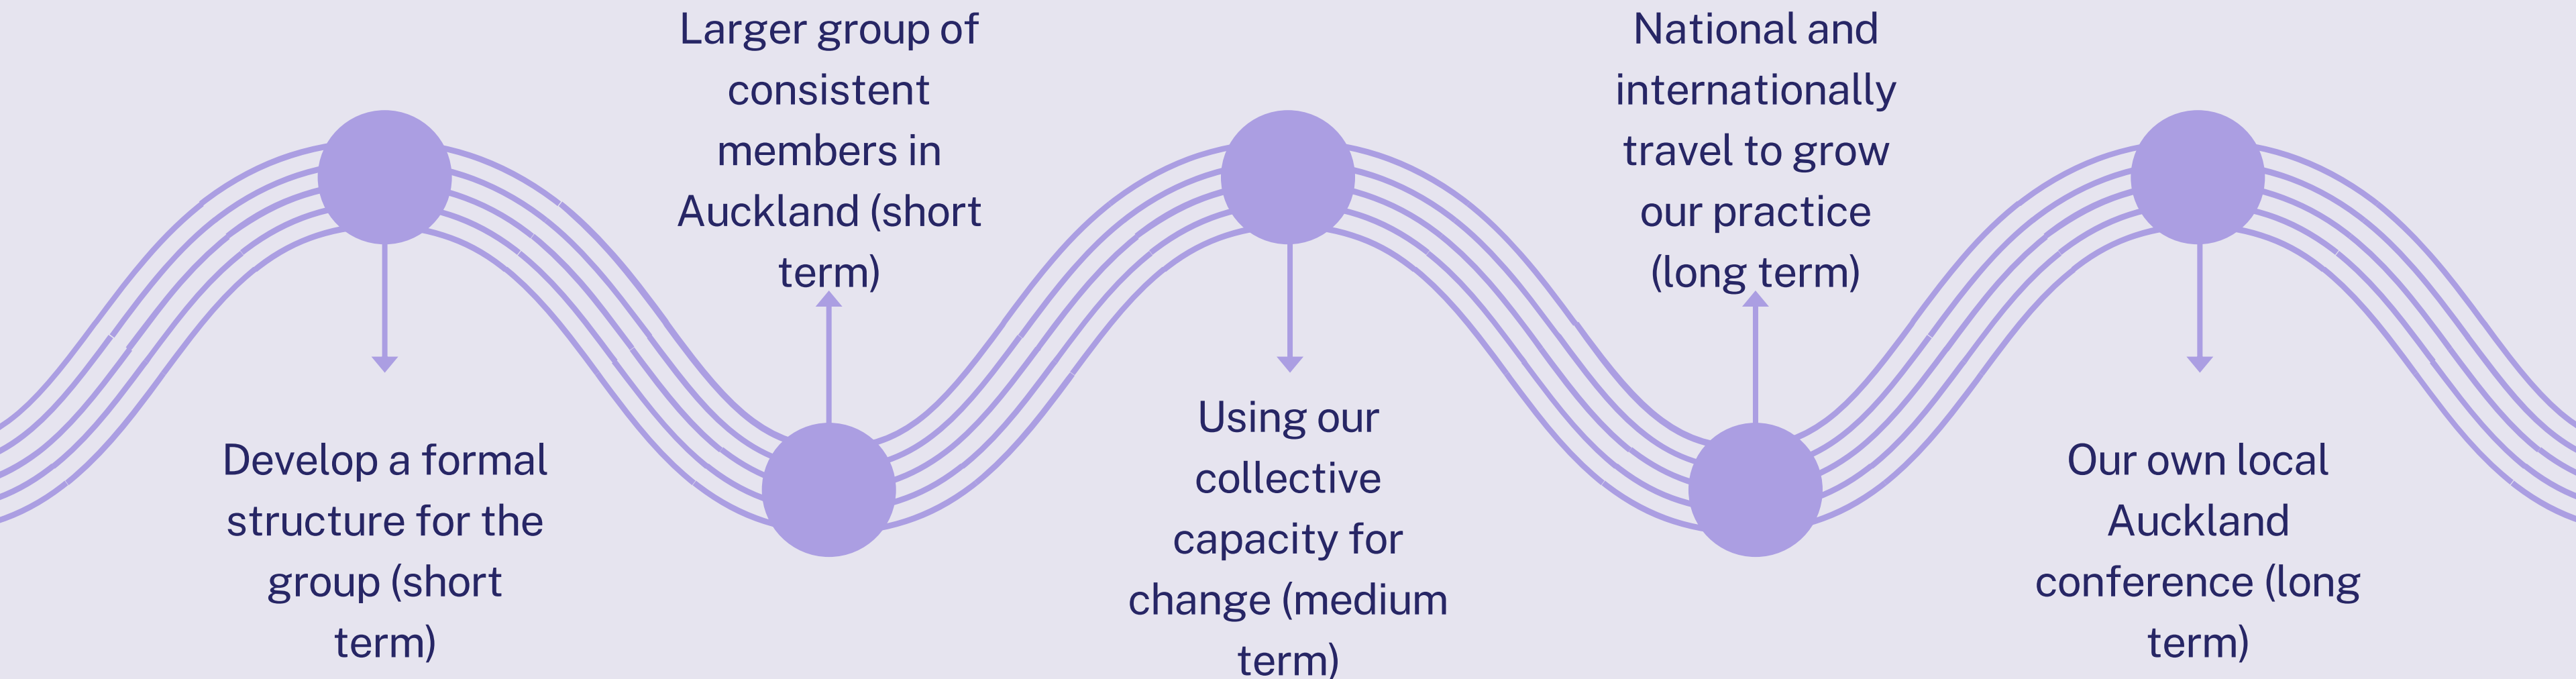 Develop a formal
structure for the
group (short
term)
Larger group of
consistent
members in
Auckland (short
term)
Using our
collective
capacity for
change (medium
term)
National and
internationally
travel to grow
our practice
(long term)
Our own local
Auckland
conference (long
term)